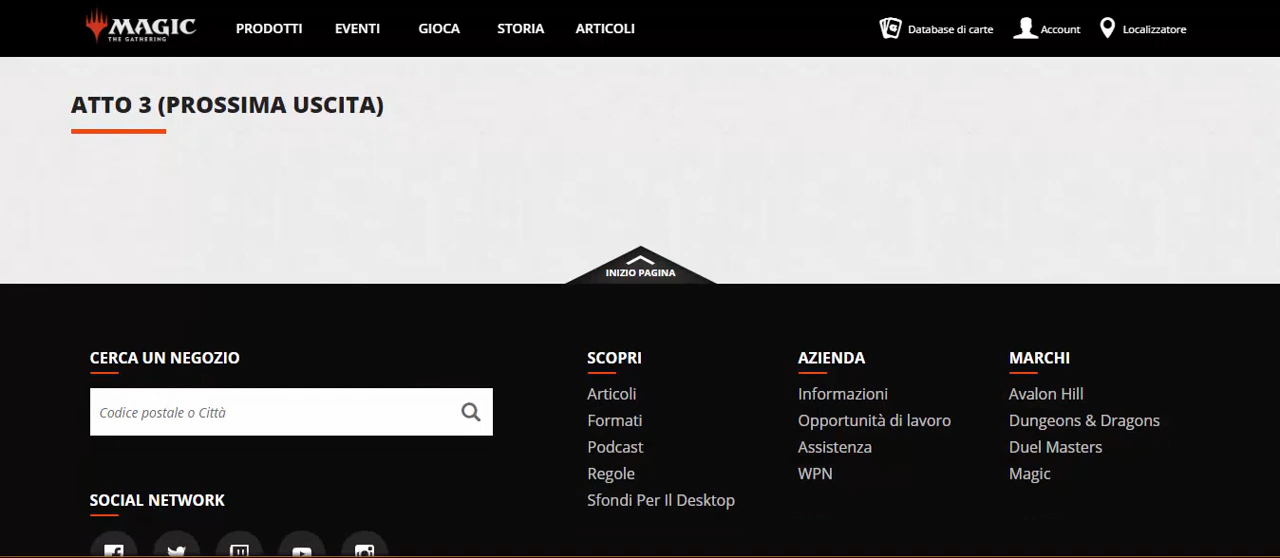 MAGIC
THE GATHERING
PRODOTTI EVENTI GIOCA STORIA ARTICOLI
Database di carte Account Localizzatore
ATTO 3 (PROSSIMA USCITA)
INIZIO PAGINA
CERCA UN NEGOZIO
Codice postale o Città
SOCIAL NETWORK
SCOPRI
Articoli
Formati
Podcast
Regole
Sfondi Per Il Desktop
AZIENDA
Informazioni
Opportunità di lavoro
Assistenza
WPN
MARCHI
Avalon Hill
Dungeons & Dragons
Duel Masters
Magic